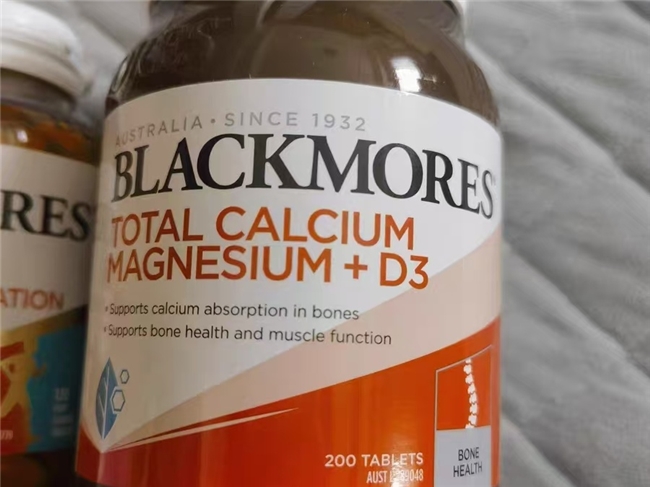 AUSTRALIA • SINCE 1932
BLACKMORES®
TOTAL CALCIUM
MAGNESIUM + D3
• Supports calcium absorption in bones
• Supports bone health and muscle function
200 TABLETS
AUST L
BONE
HEALTH
RES
ATION